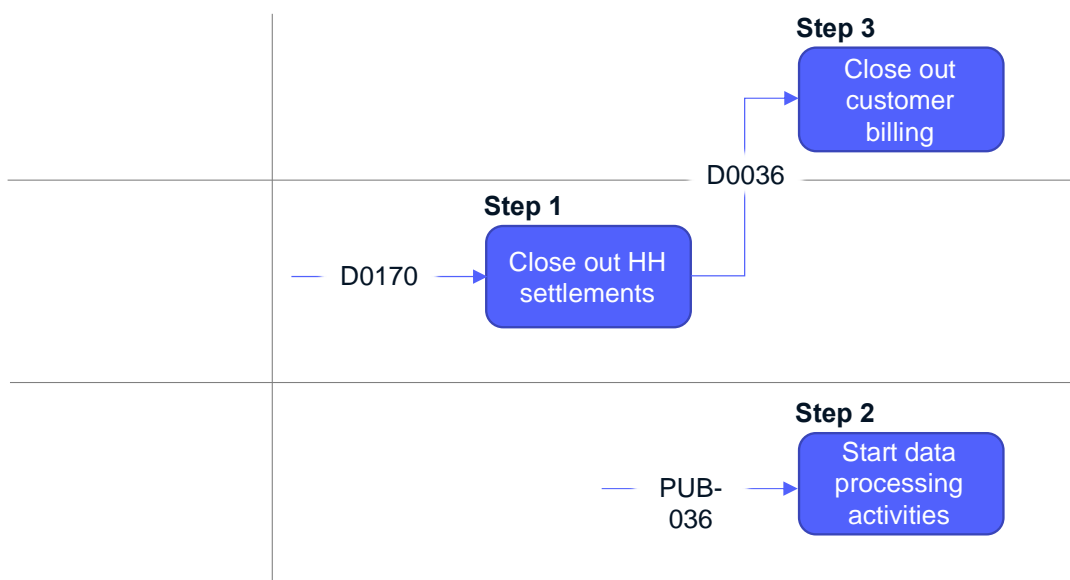 Step 3
Close out
customer
billing
D0036
Step 1
D0170
Close out HH
settlements
Step 2
Start data
processing
activities
PUB-
036